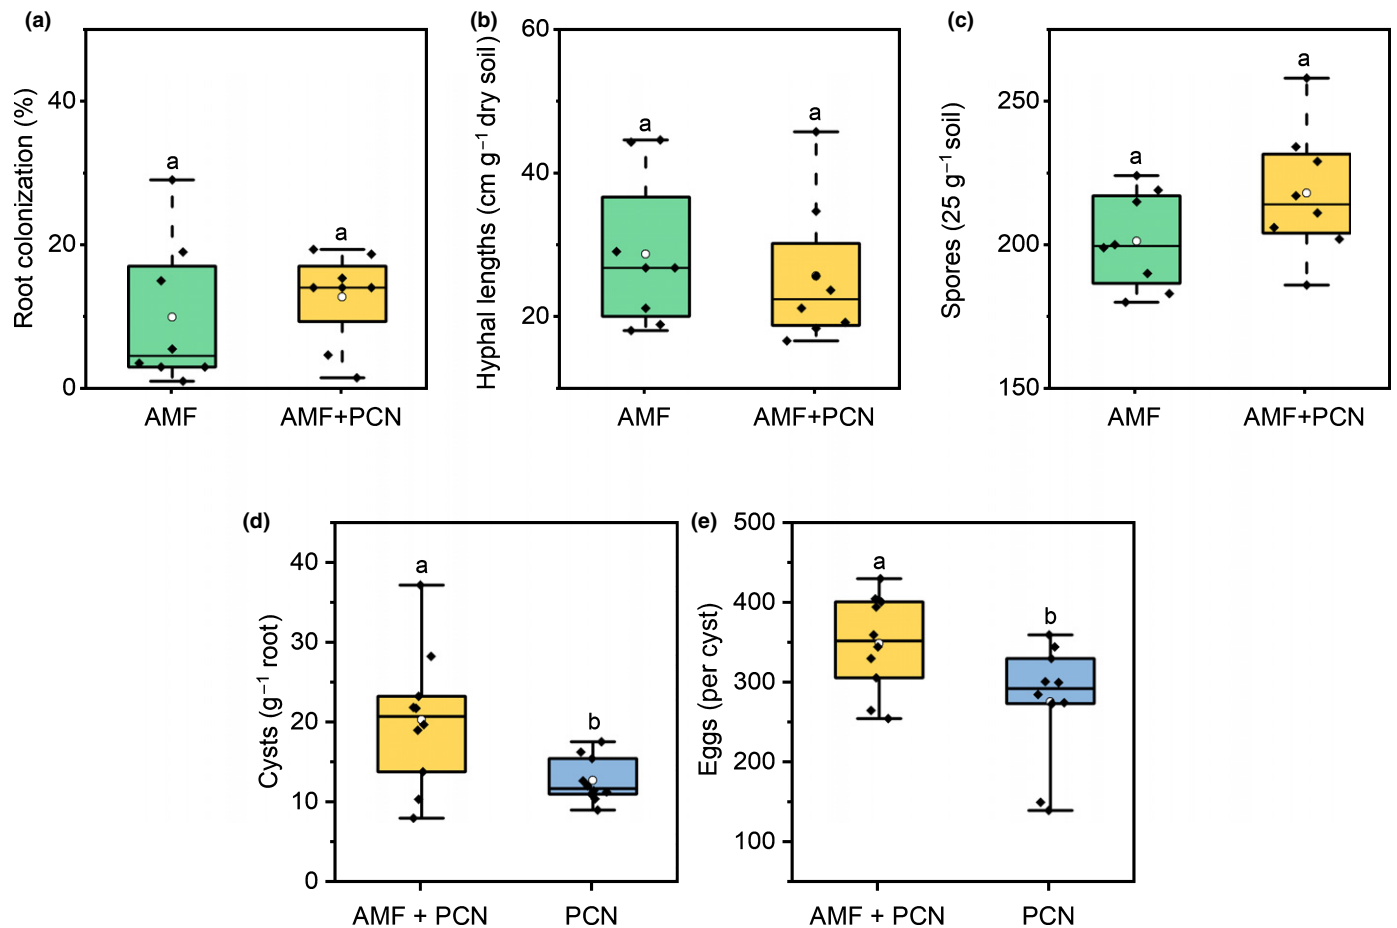 (a)
Root colonization (%)
40
20
0
a
a
AMF
AMF+PCN
(b)
Hyphal lengths (cm g⁻¹ dry soil)
60
40
20
a
a
AMF
AMF+PCN
(c)
Spores (25 g⁻¹ soil)
250
200
150
a
a
AMF
AMF+PCN
(d)
Cysts (g⁻¹ root)
40
30
20
10
0
a
b
AMF + PCN
PCN
(e)
Eggs (per cyst)
500
400
300
200
100
a
b
AMF + PCN
PCN